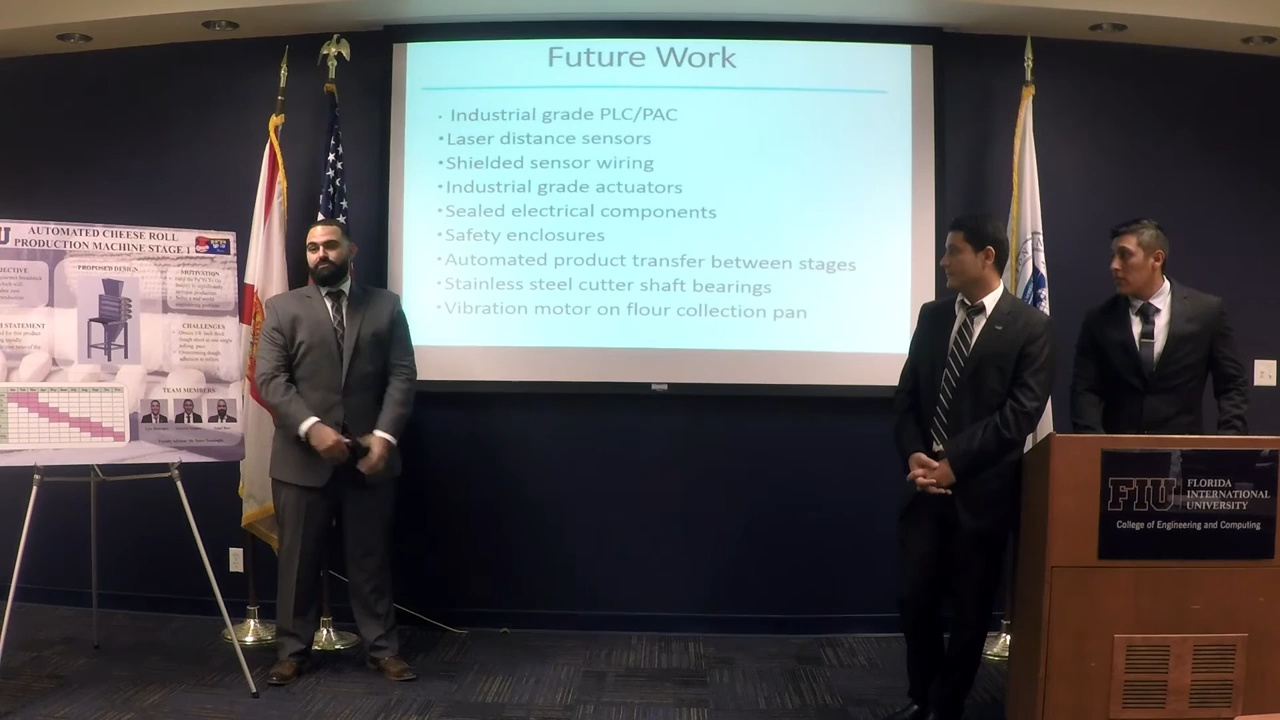 Future Work
• Industrial grade PLC/PAC
• Laser distance sensors
• Shielded sensor wiring
• Industrial grade actuators
• Sealed electrical components
• Safety enclosures
• Automated product transfer between stages
• Stainless steel cutter shaft bearings
• Vibration motor on flour collection pan
AUTOMATED CHEESE ROLL
PRODUCTION MACHINE STAGE 1
PROPOSED DESIGN
MOTIVATION
STATEMENT
CHALLENGES
TEAM MEMBERS
FIU
FLORIDA
INTERNATIONAL
UNIVERSITY
College of Engineering and Computing